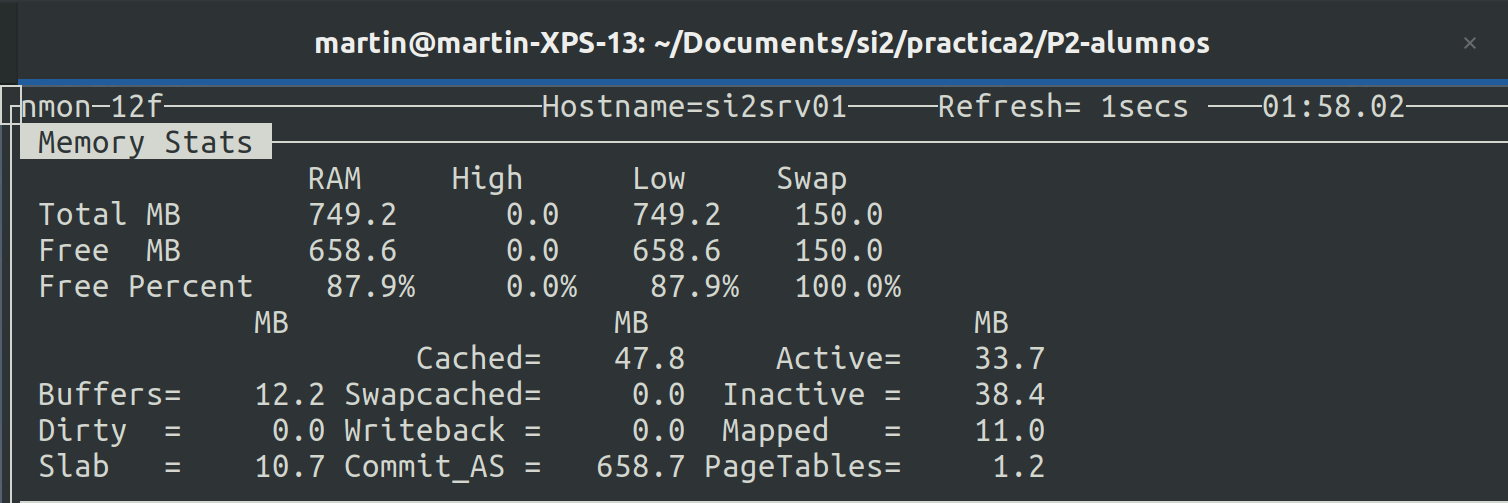 martin@martin-XPS-13: ~/Documents/si2/practica2/P2-alumnos ×
nmon-12f Hostname=si2srv01 Refresh= 1secs 01:58.02
Memory Stats
RAM High Low Swap
Total MB 749.2 0.0 749.2 150.0
Free MB 658.6 0.0 658.6 150.0
Free Percent 87.9% 0.0% 87.9% 100.0%
MB MB MB
Cached= 47.8 Active= 33.7
Buffers= 12.2 Swapcached= 0.0 Inactive = 38.4
Dirty = 0.0 Writeback = 0.0 Mapped = 11.0
Slab = 10.7 Commit_AS = 658.7 PageTables= 1.2